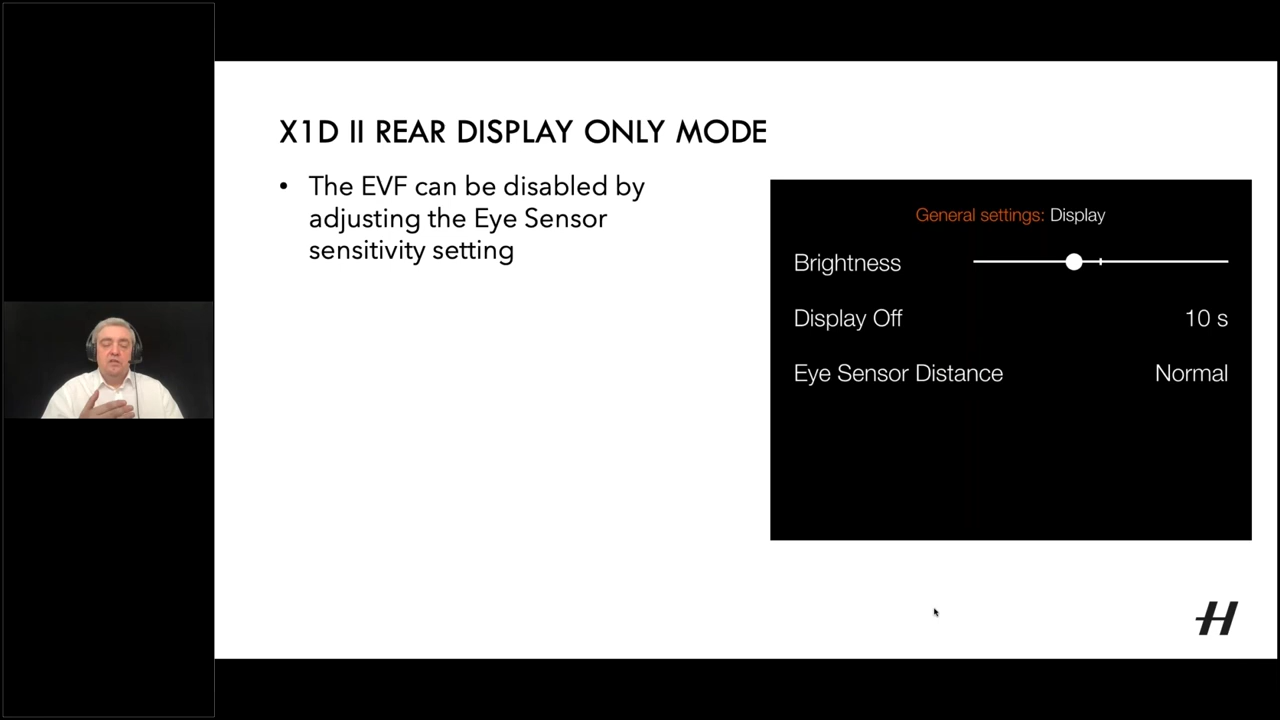 X1D II REAR DISPLAY ONLY MODE
• The EVF can be disabled by
adjusting the Eye Sensor
sensitivity setting
General settings: Display
Brightness
Display Off 10 s
Eye Sensor Distance Normal
H